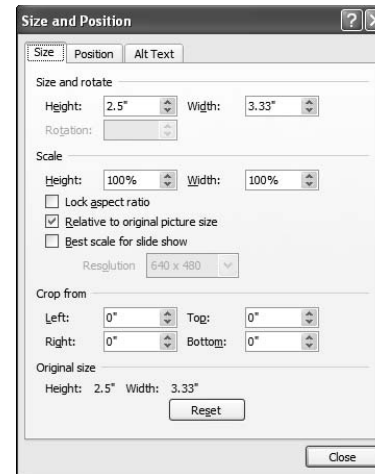 Size and Position
Size Position Alt Text
Size and rotate
Height: 2.5" Width: 3.33"
Rotation:
Scale
Height: 100% Width: 100%
Lock aspect ratio
Relative to original picture size
Best scale for slide show
Resolution 640 x 480
Crop from
Left: 0" Top: 0"
Right: 0" Bottom: 0"
Original size
Height: 2.5" Width: 3.33"
Reset
Close